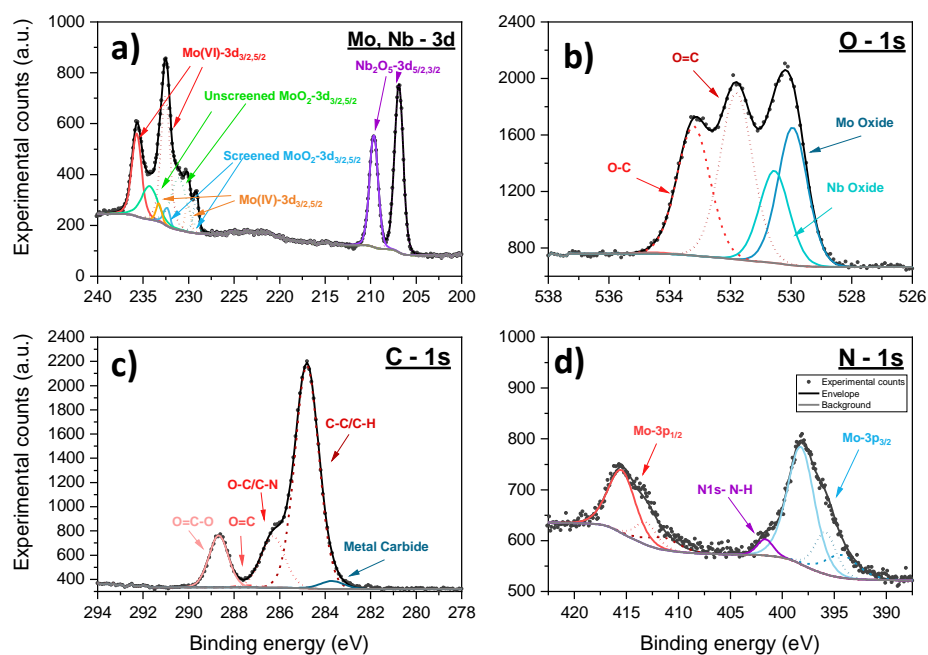 a)
Mo, Nb - 3d
Mo(VI)-3d3/2,5/2
Nb2O5-3d5/2,3/2
Unscreened MoO2-3d3/2,5/2
Screened MoO2-3d3/2,5/2
Mo(IV)-3d3/2,5/2
Experimental counts (a.u.)
1000
800
600
400
200
0
240 235 230 225 220 215 210 205 200
b)
O - 1s
O=C
O-C
Mo Oxide
Nb Oxide
2000
1600
1200
800
538 536 534 532 530 528 526
c)
C - 1s
C-C/C-H
O-C/C-N
O=C-O
O=C
Metal Carbide
Experimental counts (a.u.)
2400
2200
2000
1800
1600
1400
1200
1000
800
600
400
294 292 290 288 286 284 282 280 278
Binding energy (eV)
d)
N - 1s
Experimental counts
Envelope
Background
Mo-3p1/2
Mo-3p3/2
N1s- N-H
1000
900
800
700
600
500
420 415 410 405 400 395 390
Binding energy (eV)